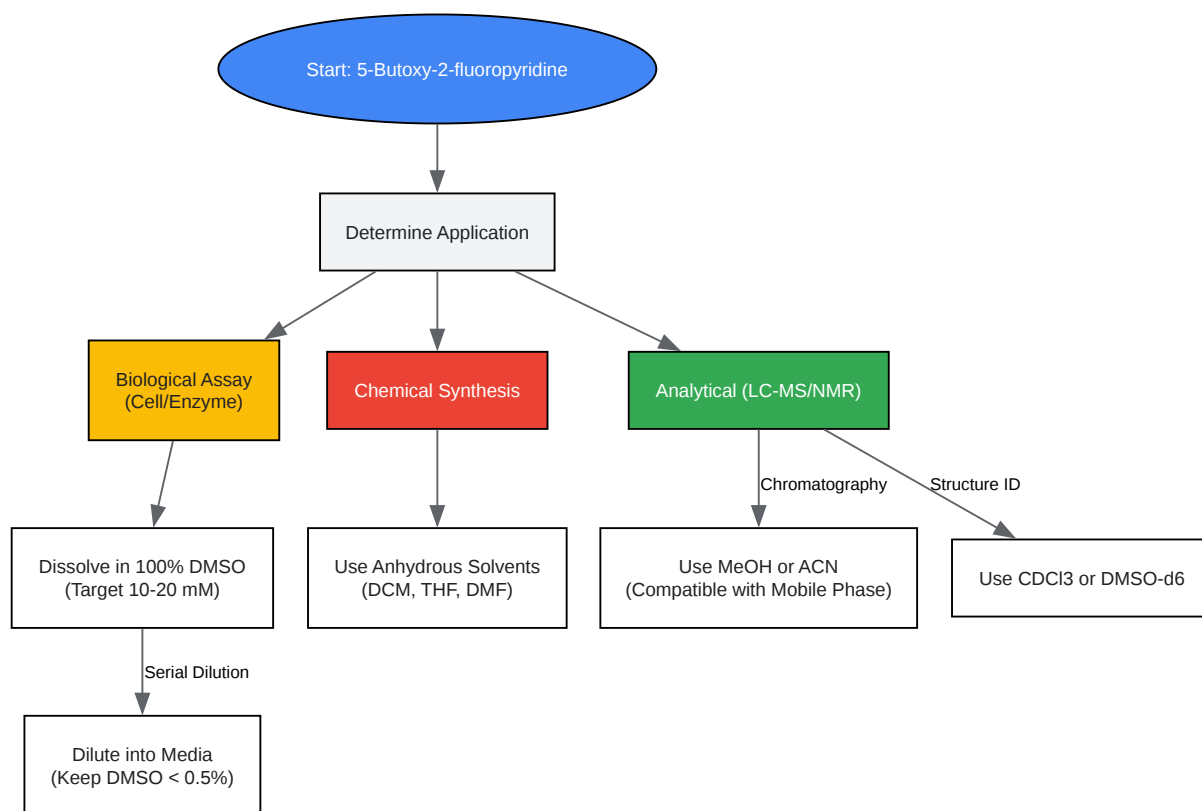 Start: 5-Butoxy-2-fluoropyridine
Determine Application
Biological Assay
(Cell/Enzyme)
Chemical Synthesis
Analytical (LC-MS/NMR)
Chromatography
Structure ID
Dissolve in 100% DMSO
(Target 10-20 mM)
Use Anhydrous Solvents
(DCM, THF, DMF)
Use MeOH or ACN
(Compatible with Mobile Phase)
Use CDCl3 or DMSO-d6
Serial Dilution
Dilute into Media
(Keep DMSO < 0.5%)